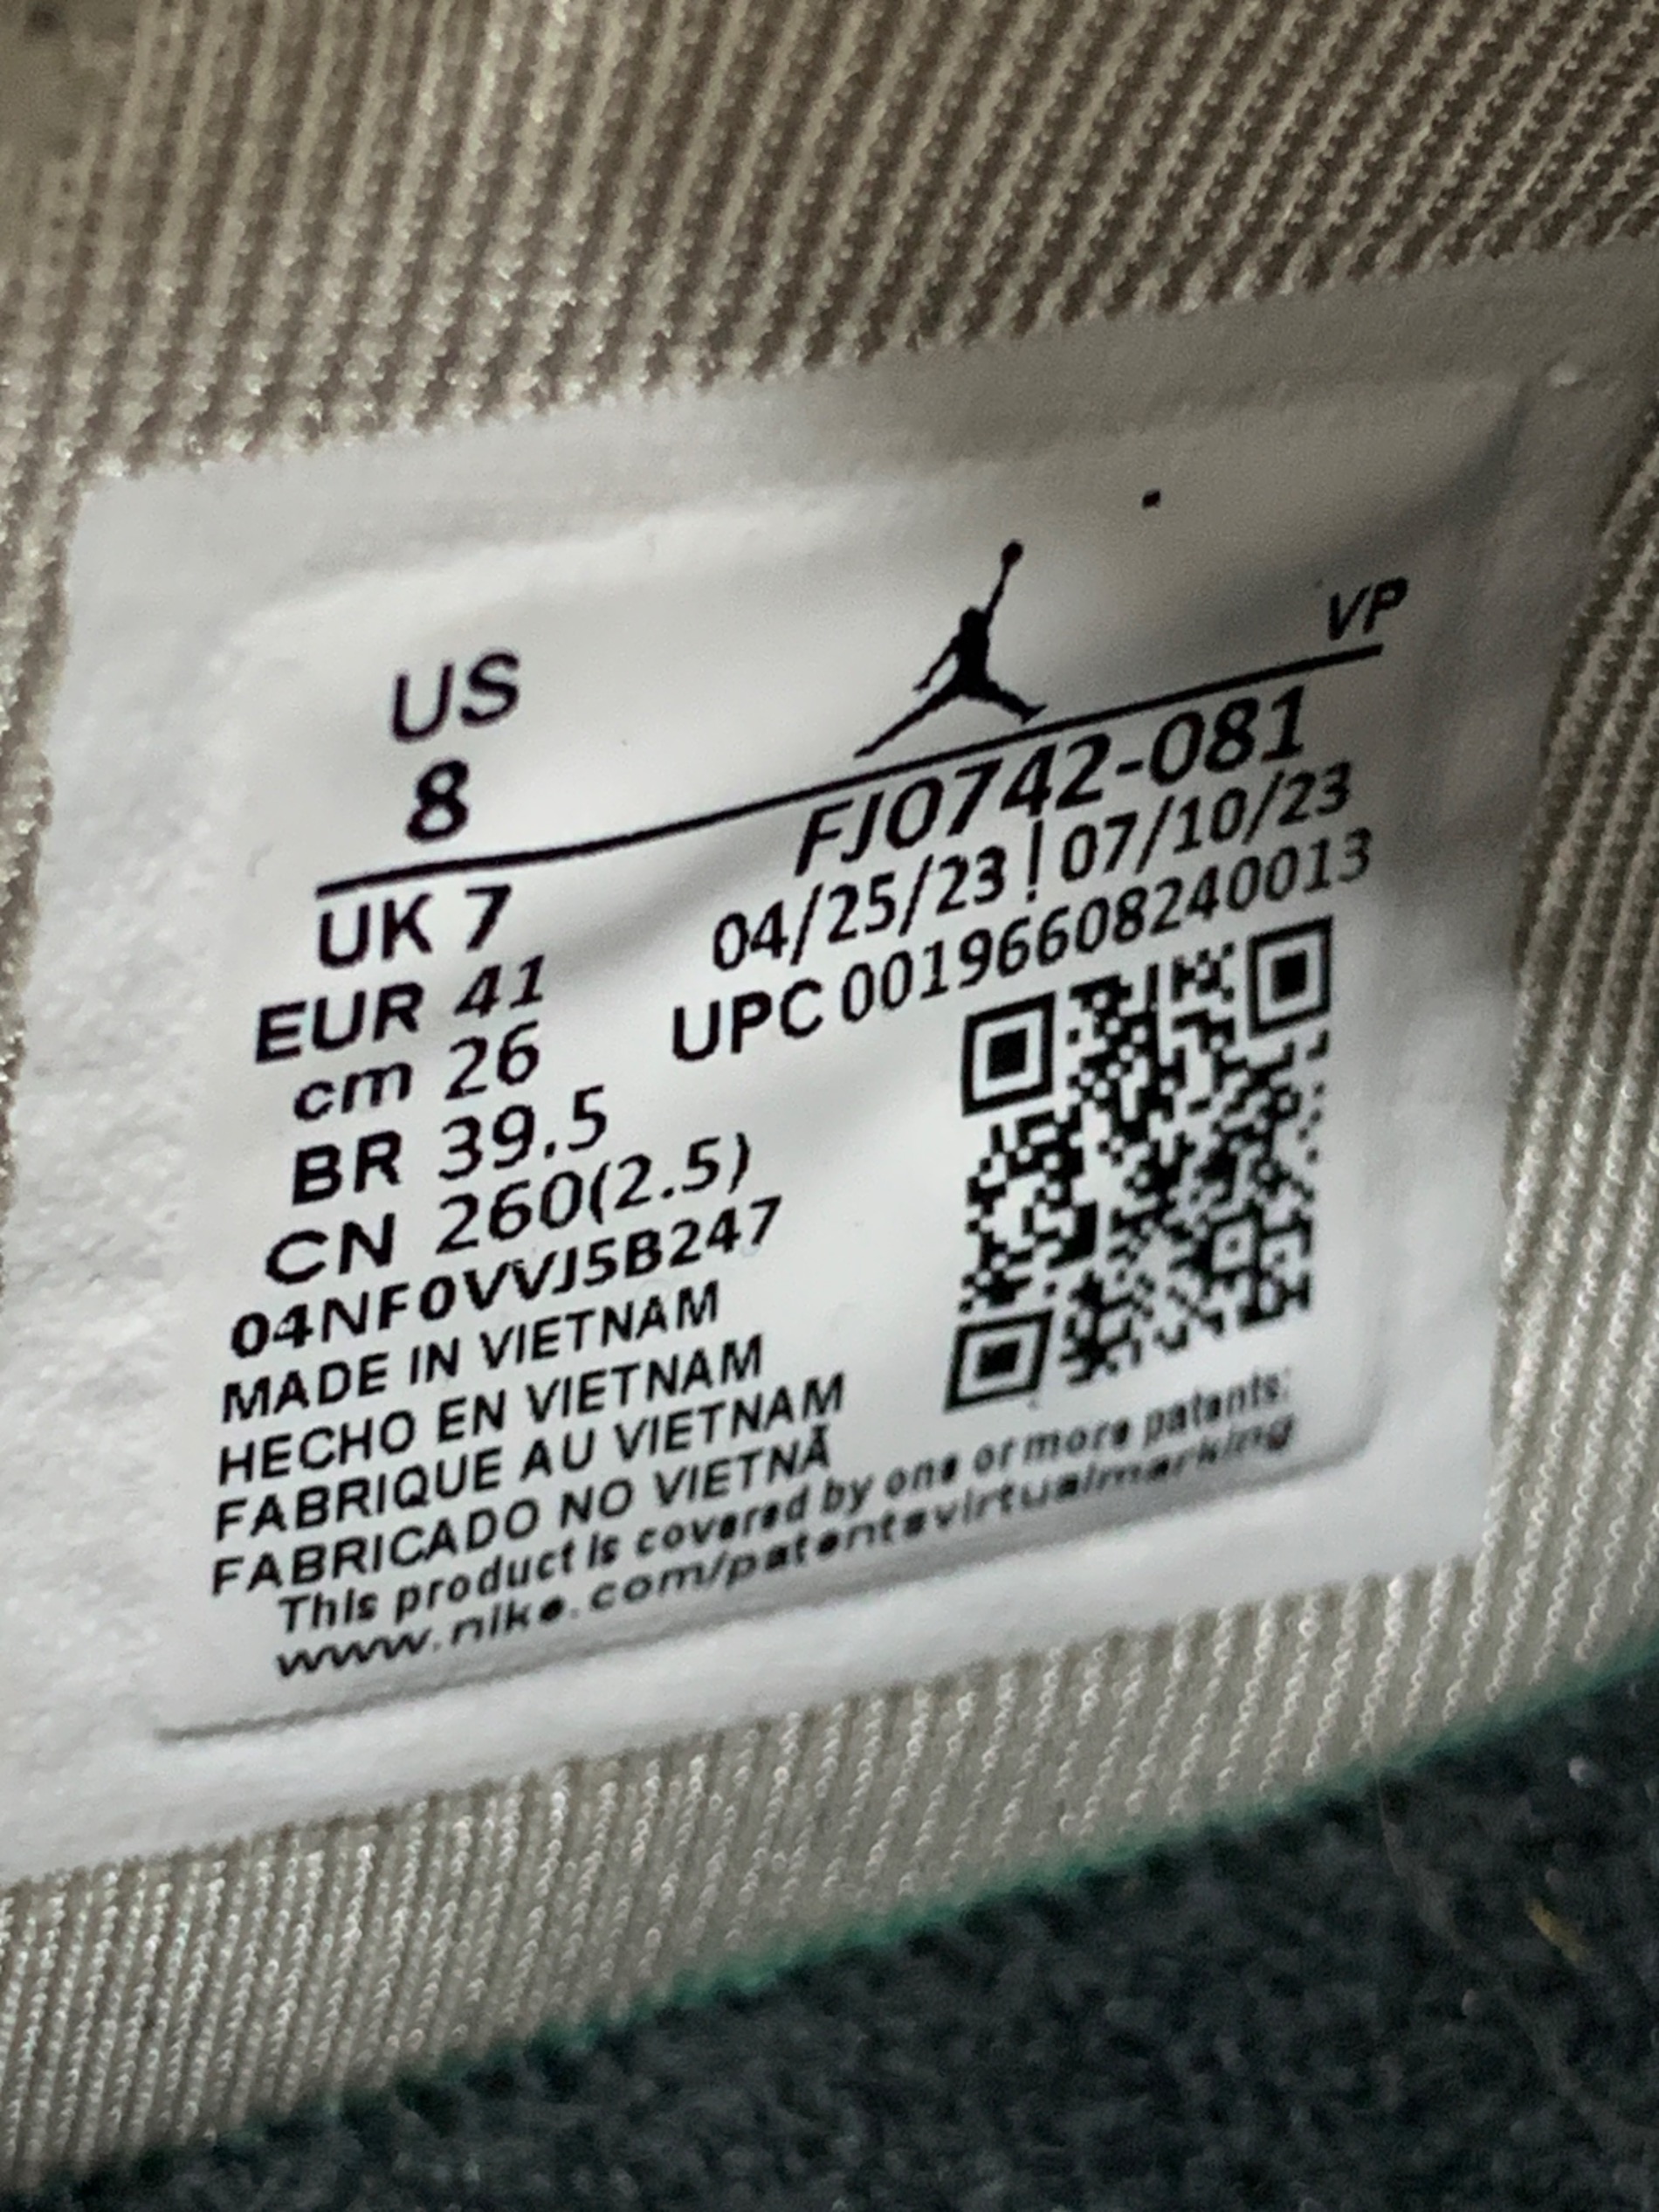 US
8
VP
FJ0742-081
04/25/23 | 07/10/23
UPC 00196608240013
UK 7
EUR 41
cm 26
BR 39.5
CN 260(2.5)
04NF0VVJ5B247
MADE IN VIETNAM
HECHO EN VIETNAM
FABRIQUE AU VIETNAM
FABRICADO NO VIETNÃ
This product is covered by one or more patents:
www.nike.com/patentsvirtualmarking